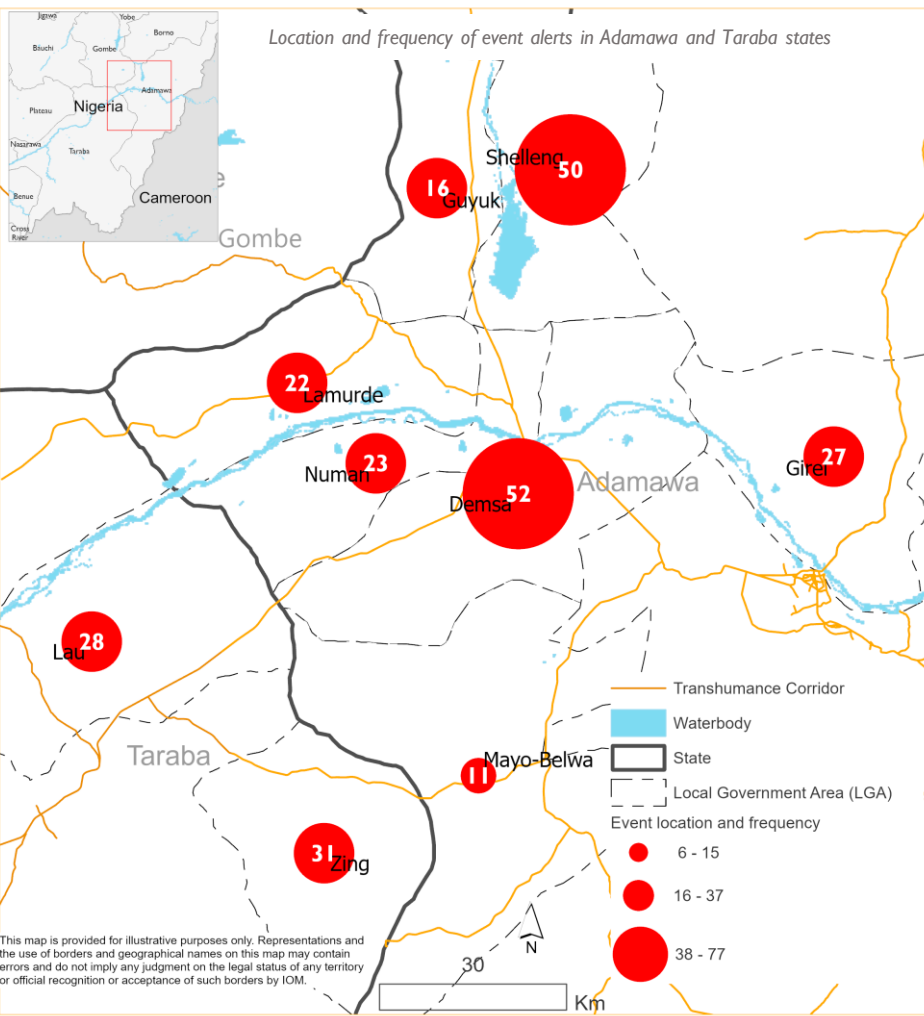 Location and frequency of event alerts in Adamawa and Taraba states
Jigawa
Yobe
Borno
Bauchi
Gombe
Adamawa
Plateau
Nigeria
Nasarawa
Taraba
Benue
Cameroon
Cross
River
e
Gombe
Shelleng
50
16
Guyuk
22
Lamurde
Numan
23
Demsa
52
Adamawa
Girei
27
28
Lau
Taraba
Mayo-Belwa
11
31
Zing
Transhumance Corridor
Waterbody
State
Local Government Area (LGA)
Event location and frequency
6 - 15
16 - 37
38 - 77
N
30
Km
This map is provided for illustrative purposes only. Representations and
the use of borders and geographical names on this map may contain
errors and do not imply any judgment on the legal status of any territory
or official recognition or acceptance of such borders by IOM.